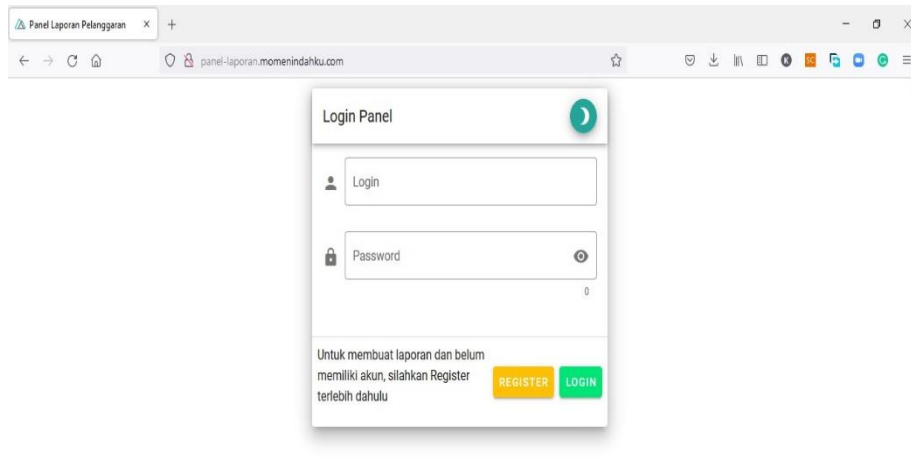 Panel Laporan Pelanggaran
panel-laporan.momenindahku.com
Login Panel
Login
Password
0
Untuk membuat laporan dan belum
memiliki akun, silahkan Register
terlebih dahulu
REGISTER
LOGIN